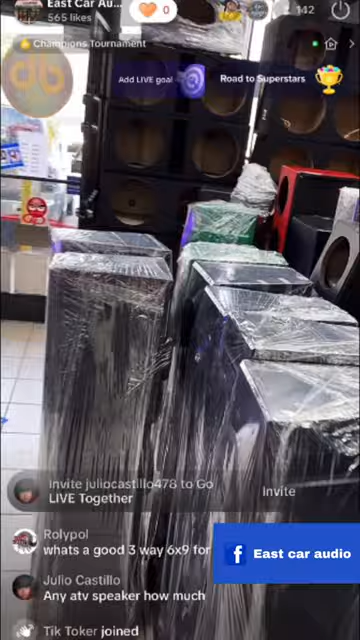 East Car Au...
565 likes
0
142
Champions Tournament
Add LIVE goal
Road to Superstars
Invite juliocastillo478 to Go
LIVE Together
Invite
Rolypol
whats a good 3 way 6x9 for
East car audio
Julio Castillo
Any atv speaker how much
Tik Toker joined